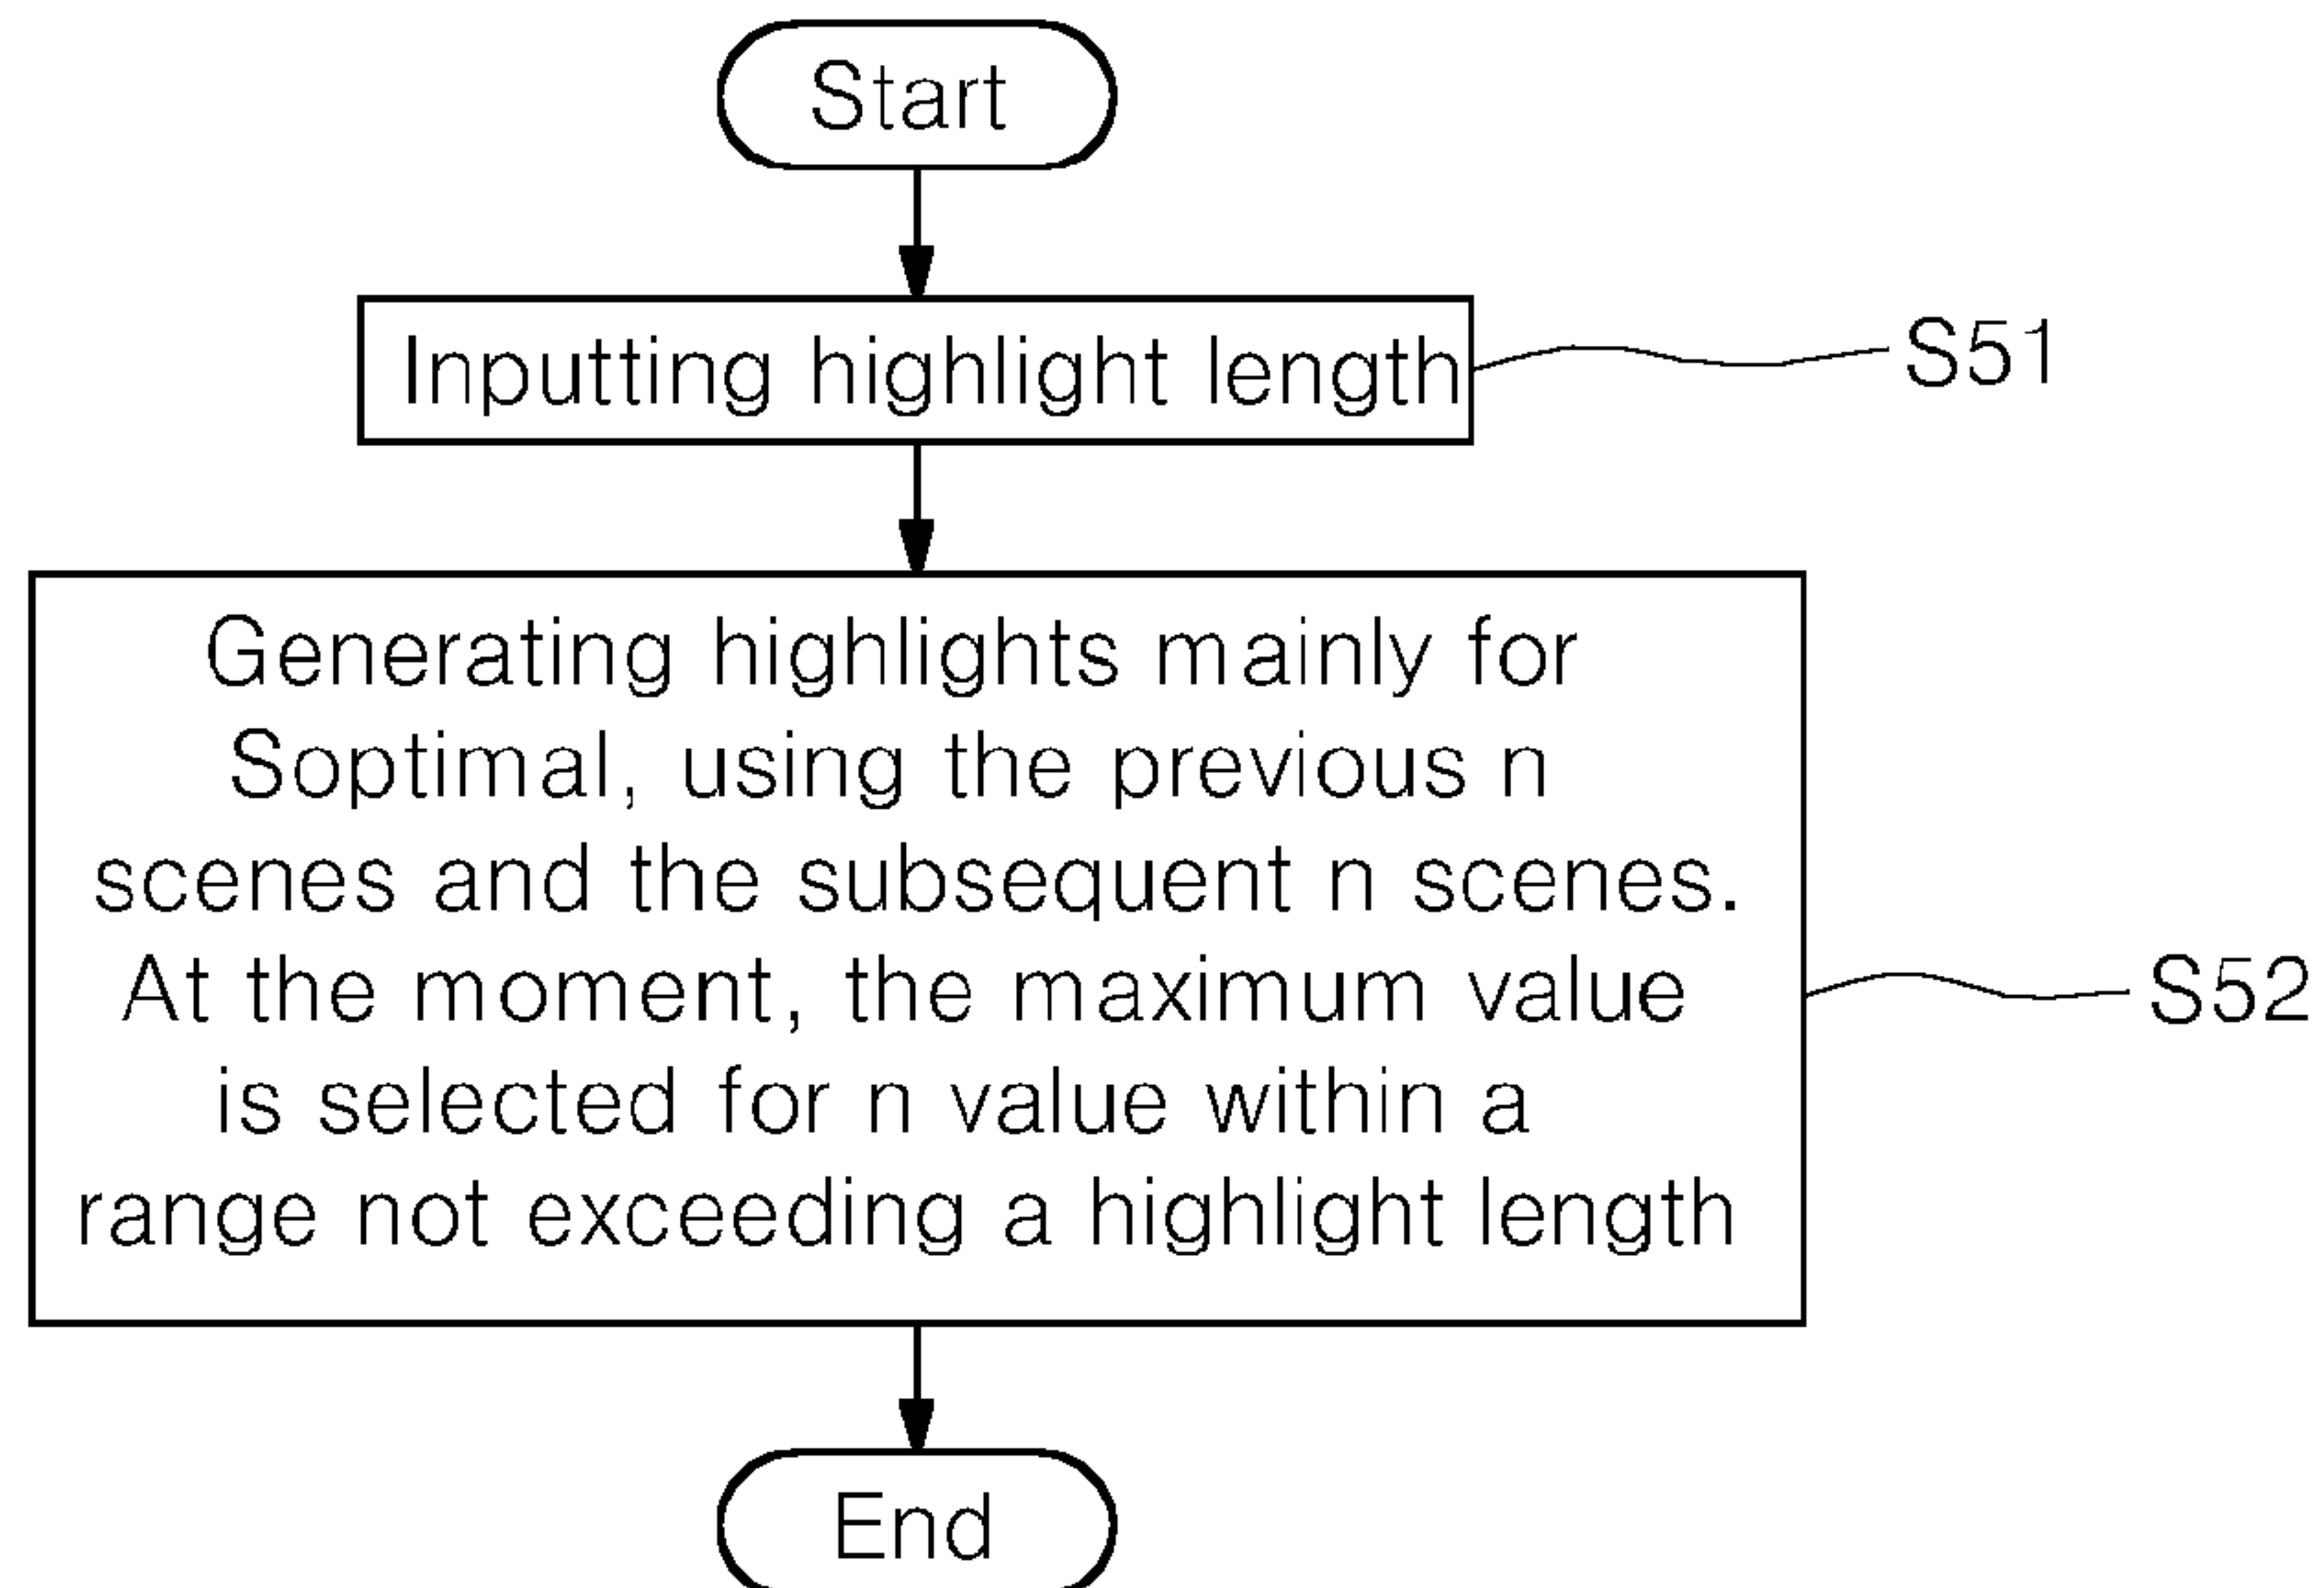 Start
Inputting highlight length
S51
Generating highlights mainly for
Soptimal, using the previous n
scenes and the subsequent n scenes.
At the moment, the maximum value
is selected for n value within a
range not exceeding a highlight length
S52
End